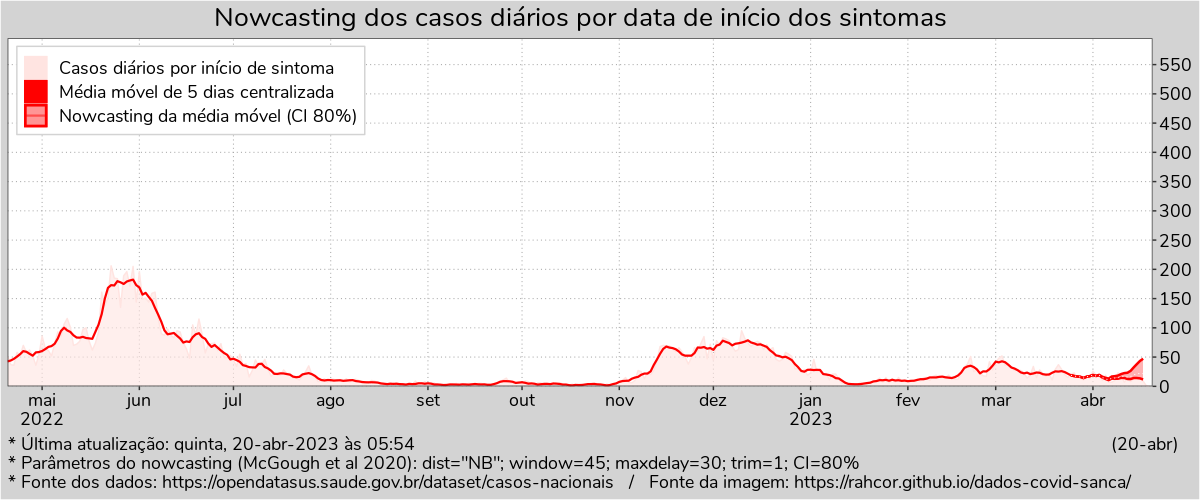 Nowcasting dos casos diários por data de início dos sintomas
Casos diários por início de sintoma
Média móvel de 5 dias centralizada
Nowcasting da média móvel (CI 80%)
550
500
450
400
350
300
250
200
150
100
50
0
mai jun jul ago set out nov dez jan fev mar abr
2022 2023
* Última atualização: quinta, 20-abr-2023 às 05:54 (20-abr)
* Parâmetros do nowcasting (McGough et al 2020): dist="NB"; window=45; maxdelay=30; trim=1; CI=80%
* Fonte dos dados: https://opendatasus.saude.gov.br/dataset/casos-nacionais / Fonte da imagem: https://rahcor.github.io/dados-covid-sanca/